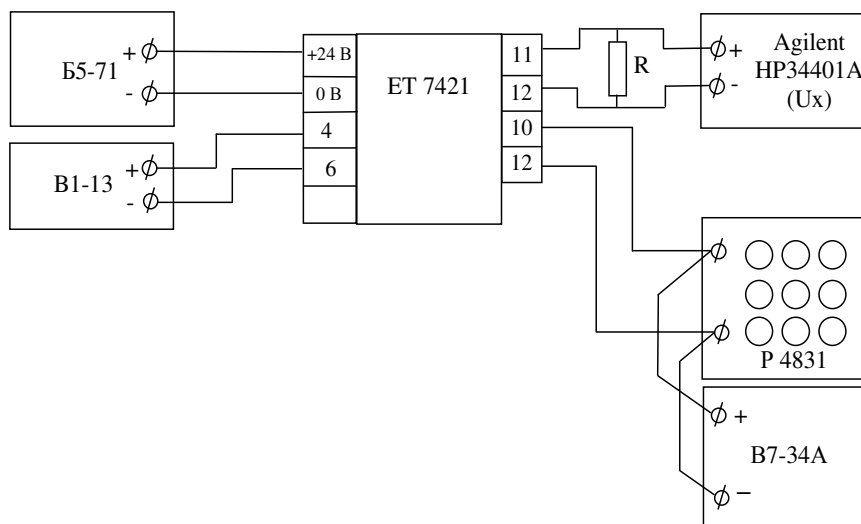 Б5-71
+
-
В1-13
+
-
+24 В
0 В
4
6
ЕТ 7421
11
12
10
12
R
+
-
Agilent
HP34401A
(Ux)
Р 4831
+
В7-34А
–